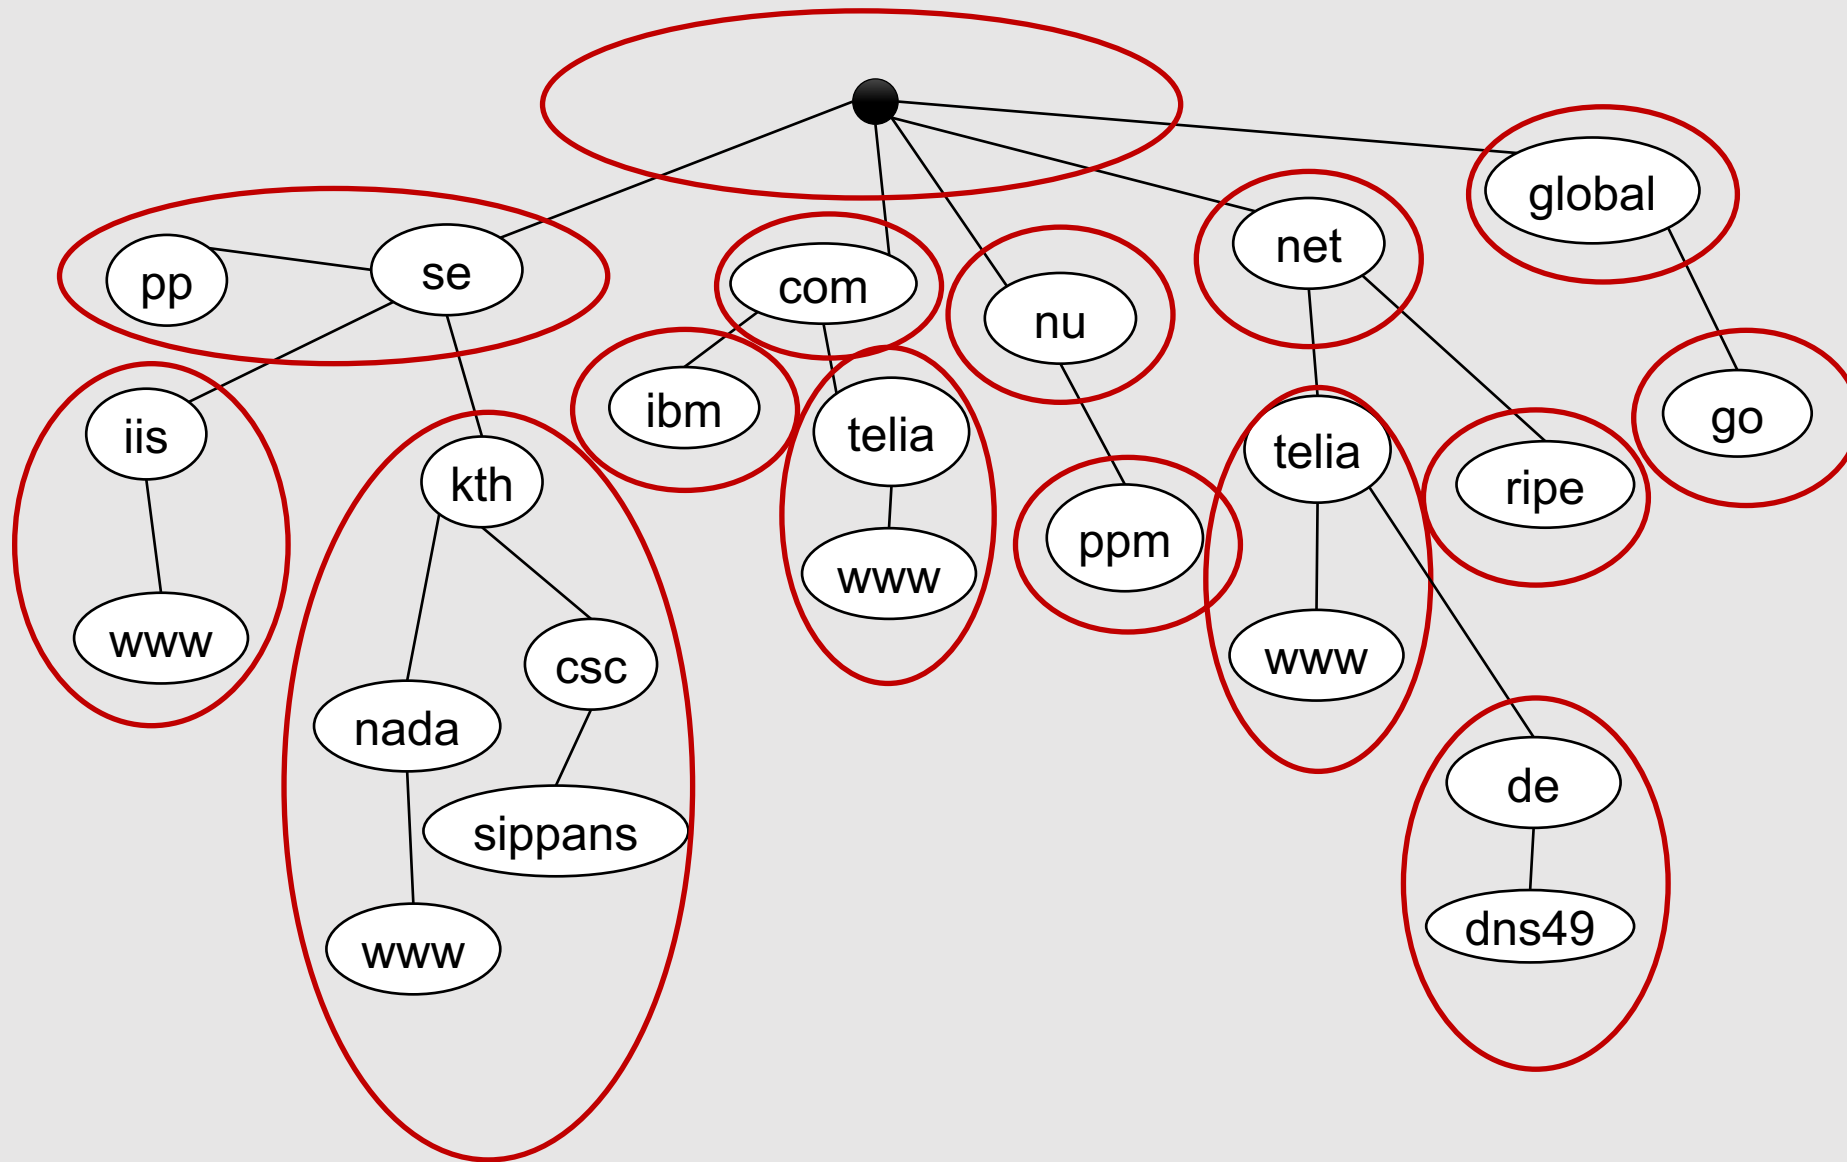 global
net
pp
se
com
nu
iis
ibm
telia
telia
go
kth
ripe
ppm
www
www
csc
www
nada
de
sippans
dns49
www